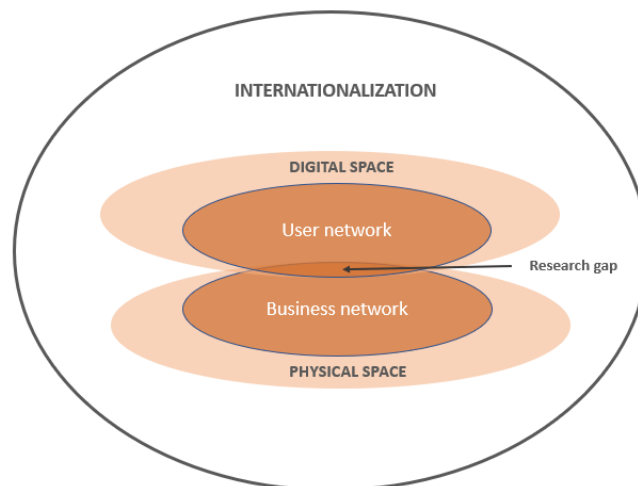 INTERNATIONALIZATION
DIGITAL SPACE
User network
Research gap
Business network
PHYSICAL SPACE